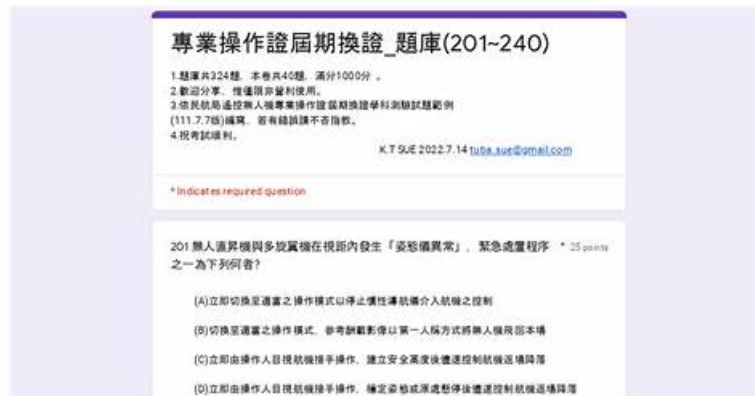 專業操作證屆期換證_題庫(201~240)
1.題庫共324題，本卷共40題，滿分1000分 。
2.歡迎分享，惟僅限非營利使用。
3.依民航局遙控無人機專業操作證屆期換證學科測驗試題範例
(111.7.7版)編寫，若有錯誤請不吝指教。
4.祝考試順利。
K.T SUE 2022.7.14 tuba.sue@gmail.com
* Indicates required question
201 無人直昇機與多旋翼機在視距內發生「姿態儀異常」，緊急處置程序 * 25 points
之一為下列何者?
(A)立即切換至適當之操作模式以停止慣性導航儀介入航機之控制
(B)切換至適當之操作模式，參考酬載影像以第一人稱方式將無人機飛回本場
(C)立即由操作人目視航機接手操作，建立安全高度後儘速控制航機返場降落
(D)立即由操作人目視航機接手操作，穩定姿態或原處懸停後儘速控制航機返場降落